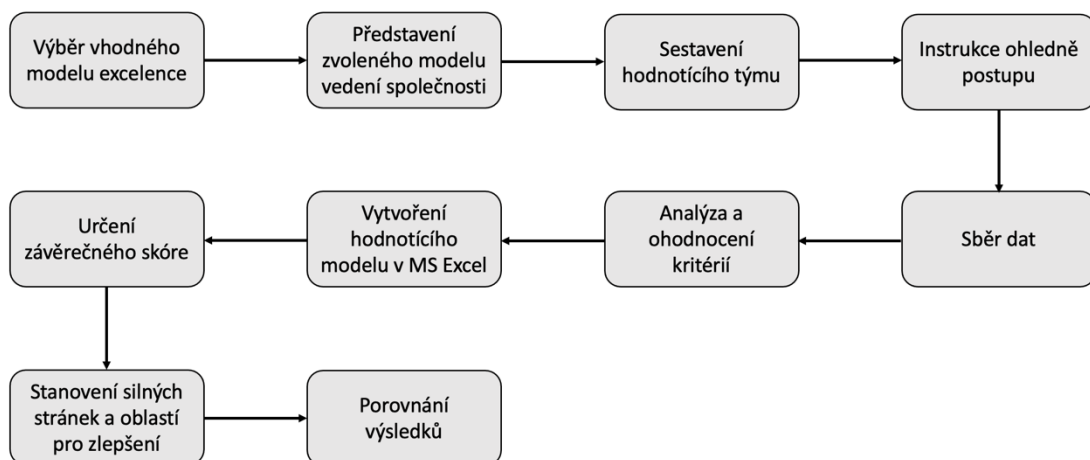 Výběr vhodného
modelu excelence
Představení
zvoleného modelu
vedení společnosti
Sestavení
hodnotícího týmu
Instrukce ohledně
postupu
Sběr dat
Analýza a
ohodnocení
kritérií
Vytvoření
hodnotícího
modelu v MS Excel
Určení
závěrečného skóre
Stanovení silných
stránek a oblastí
pro zlepšení
Porovnání
výsledků